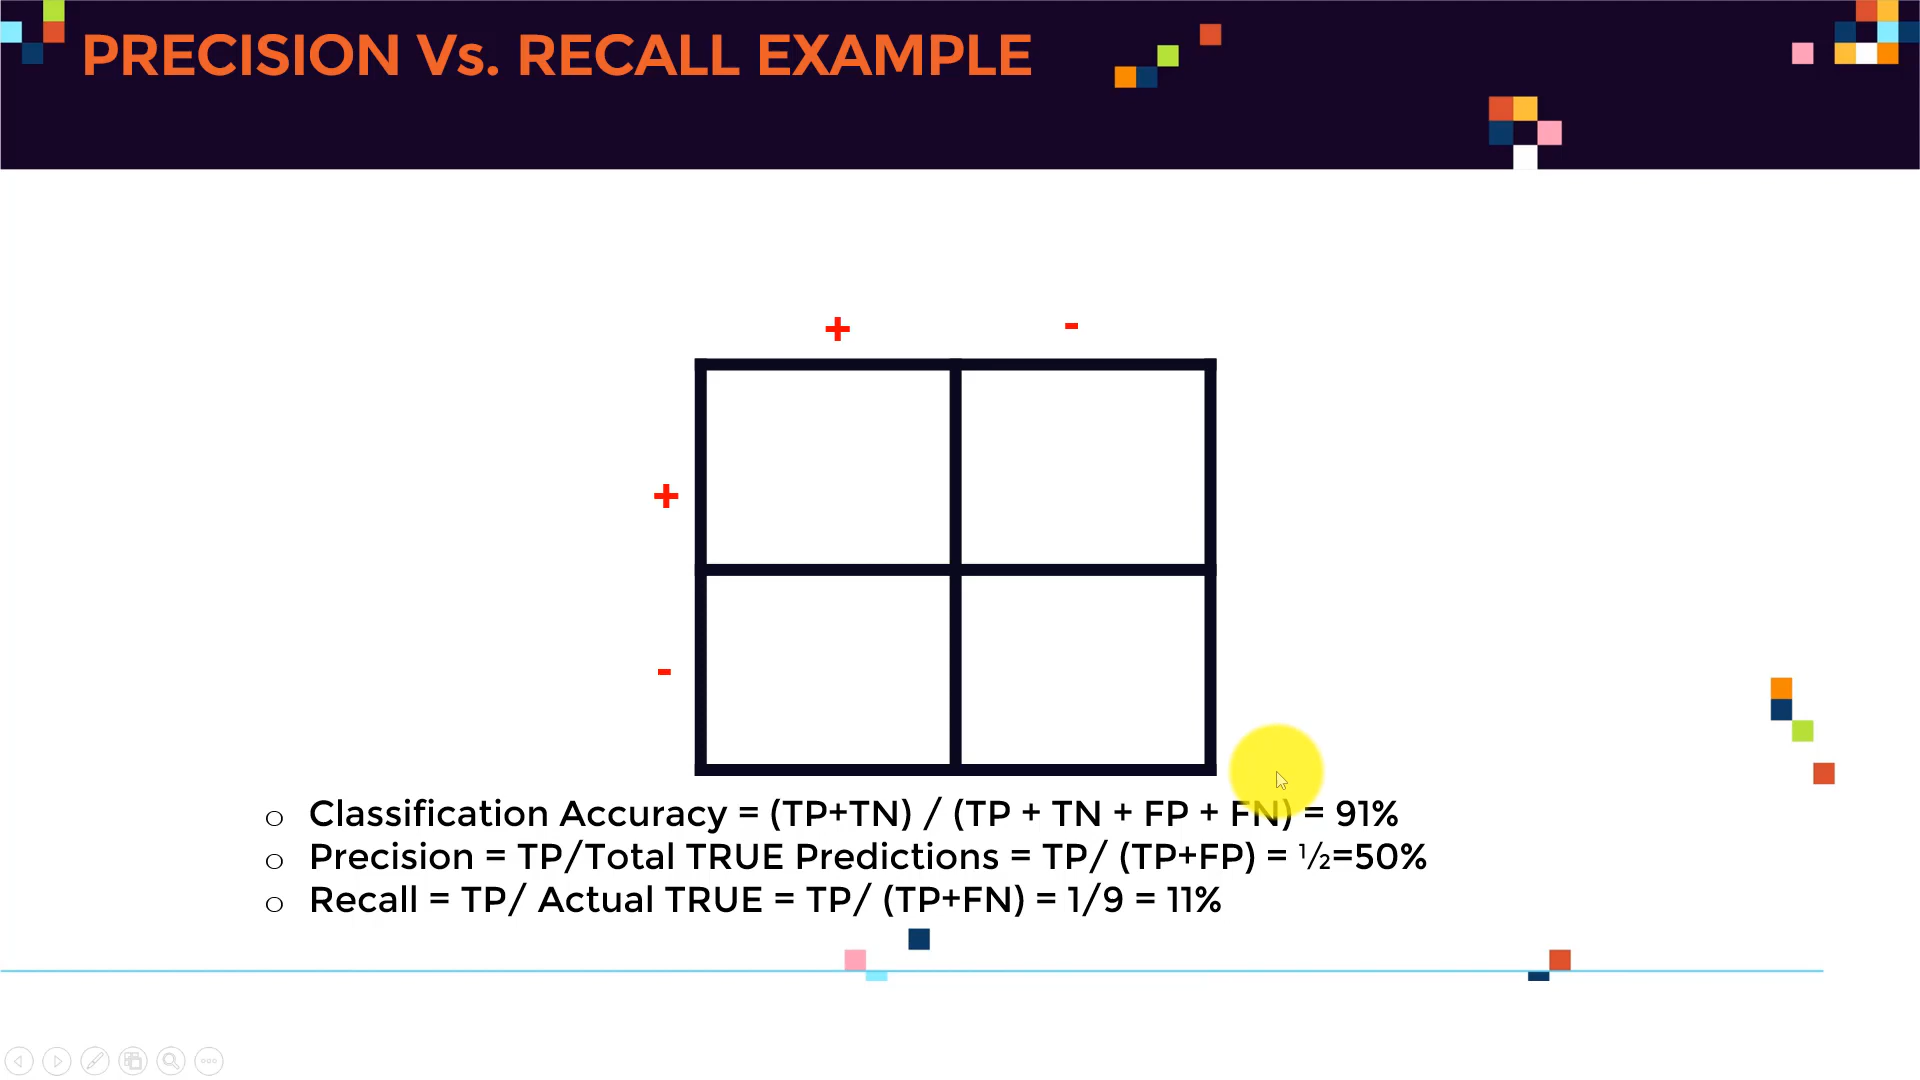 PRECISION Vs. RECALL EXAMPLE
+ -
+
-
o Classification Accuracy = (TP+TN) / (TP + TN + FP + FN) = 91%
o Precision = TP/Total TRUE Predictions = TP/ (TP+FP) = ½=50%
o Recall = TP/ Actual TRUE = TP/ (TP+FN) = 1/9 = 11%